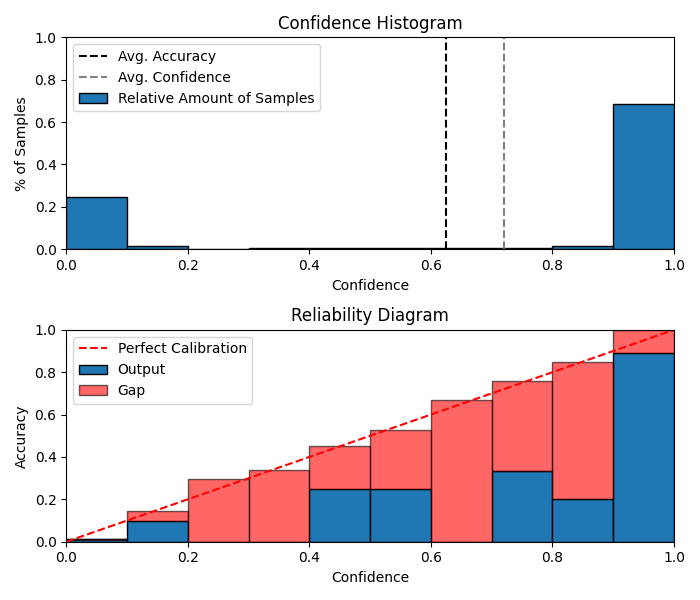 Confidence Histogram
1.0
0.8
0.6
0.4
0.2
0.0
% of Samples
Avg. Accuracy
Avg. Confidence
Relative Amount of Samples
0.0 0.2 0.4 0.6 0.8 1.0
Confidence
Reliability Diagram
1.0
0.8
0.6
0.4
0.2
0.0
Accuracy
Perfect Calibration
Output
Gap
0.0 0.2 0.4 0.6 0.8 1.0
Confidence